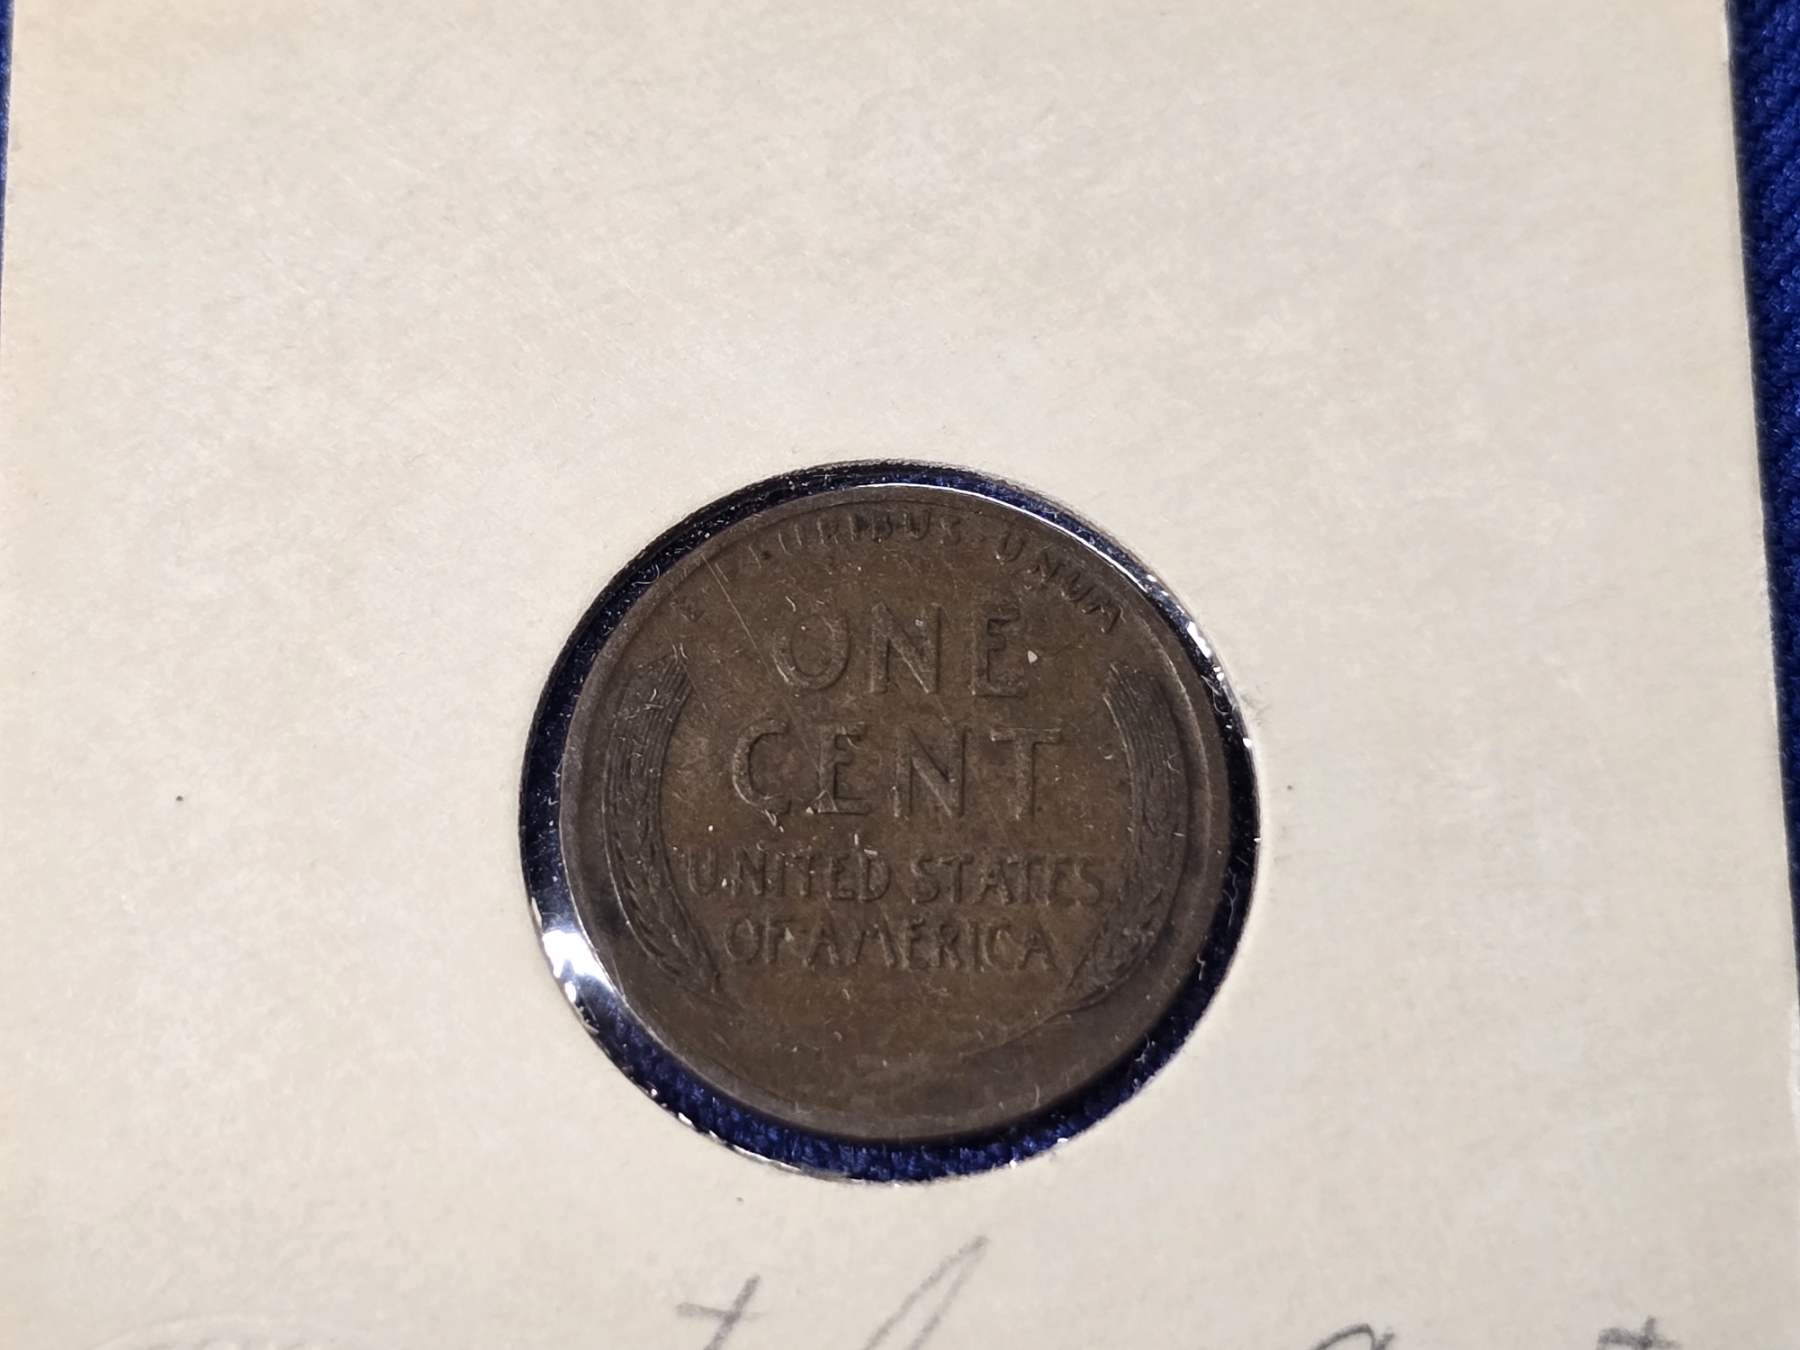 E PLURIBUS UNUM
ONE
CENT
UNITED STATES
OF AMERICA